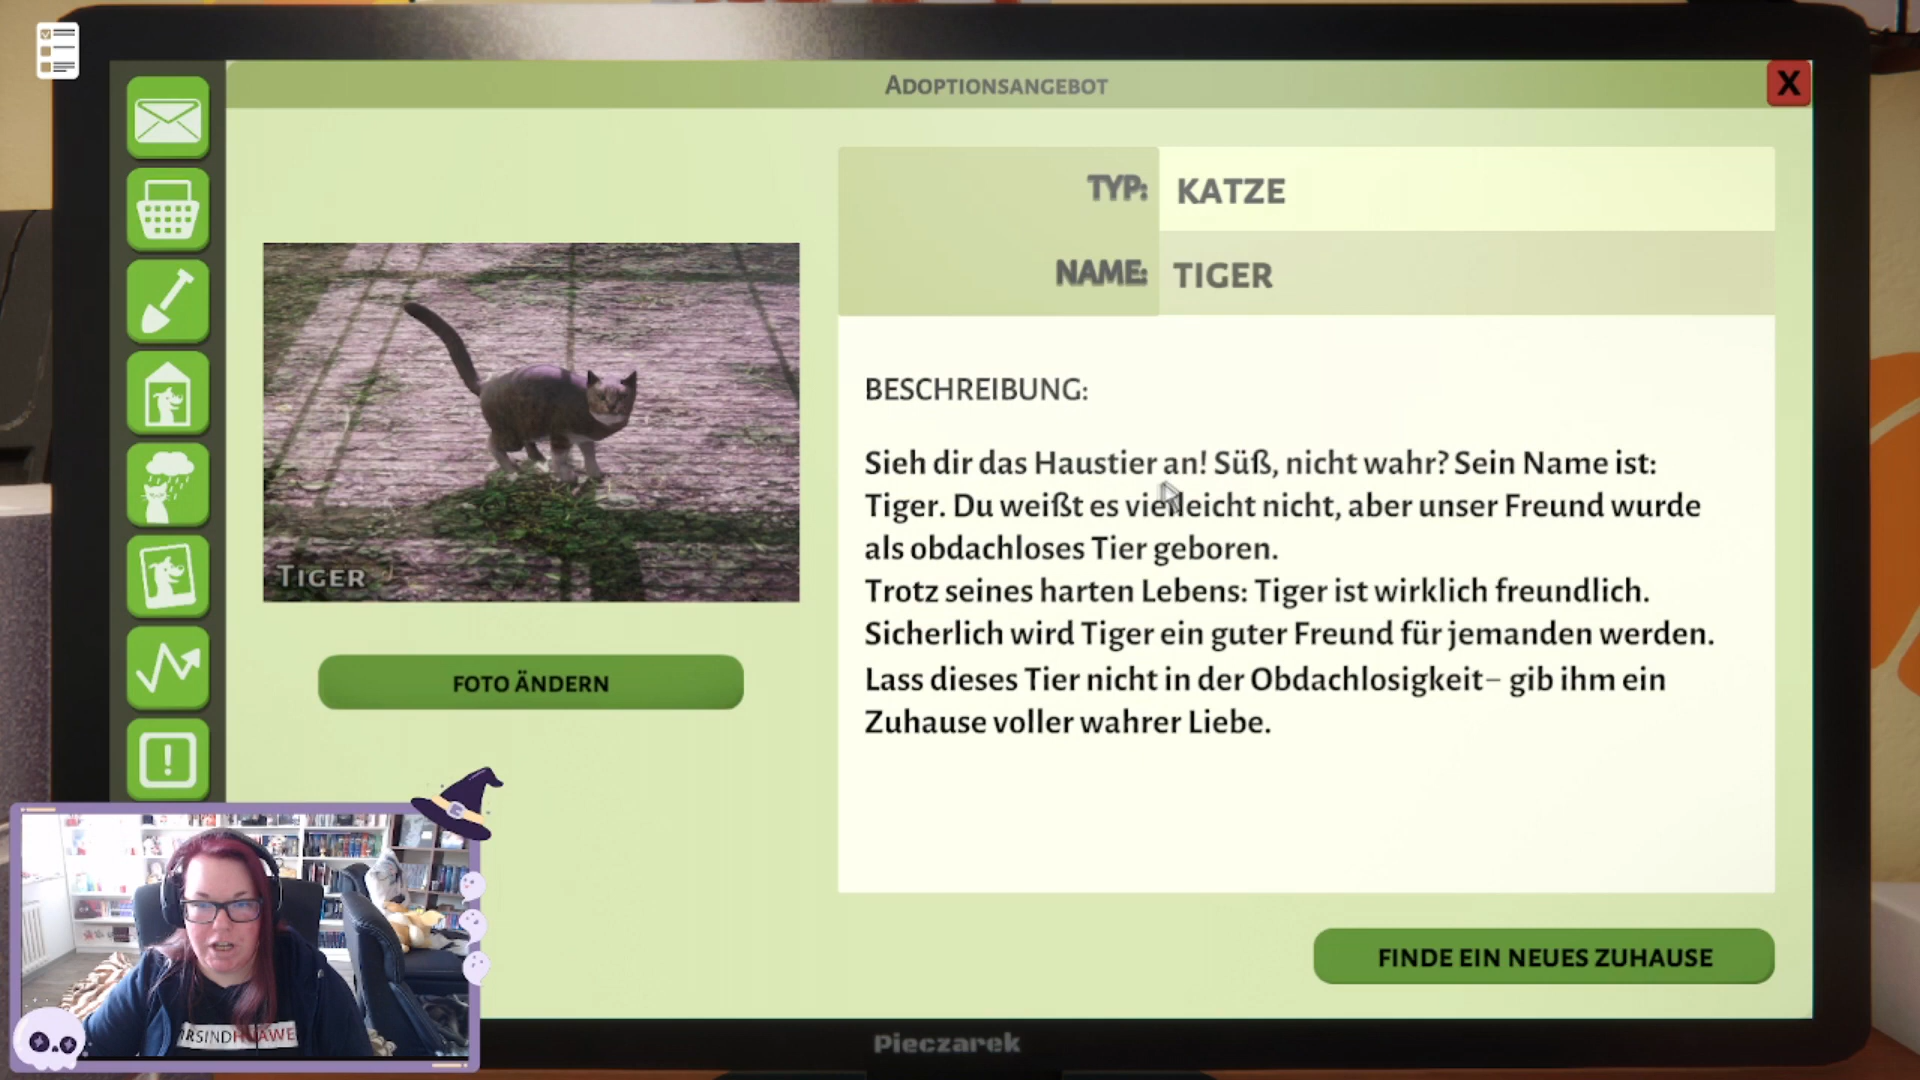 ADOPTIONSANGEBOT
X
TYP: KATZE
NAME: TIGER
BESCHREIBUNG:
Sieh dir das Haustier an! Süß, nicht wahr? Sein Name ist:
Tiger. Du weißt es vielleicht nicht, aber unser Freund wurde
als obdachloses Tier geboren.
Trotz seines harten Lebens: Tiger ist wirklich freundlich.
Sicherlich wird Tiger ein guter Freund für jemanden werden.
Lass dieses Tier nicht in der Obdachlosigkeit– gib ihm ein
Zuhause voller wahrer Liebe.
TIGER
FOTO ÄNDERN
FINDE EIN NEUES ZUHAUSE
Pieczarek